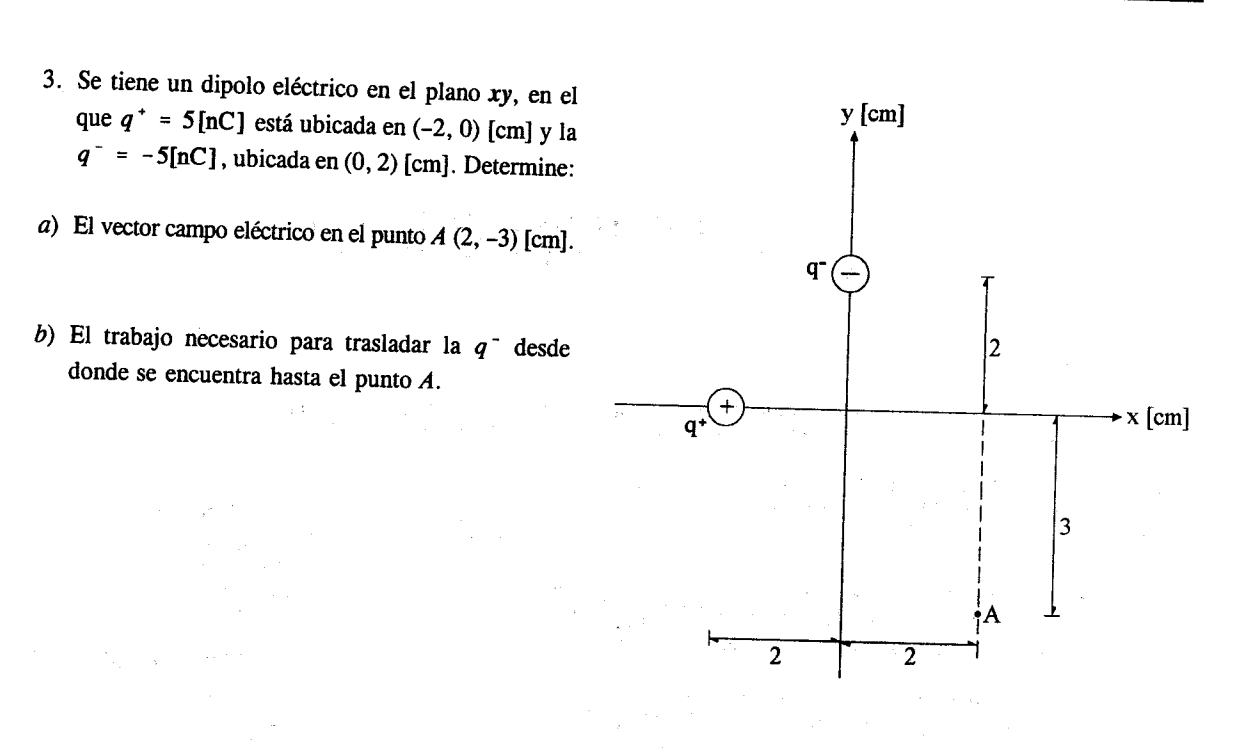 3. Se tiene un dipolo eléctrico en el plano xy, en el
que q⁺ = 5[nC] está ubicada en (–2, 0) [cm] y la
q⁻ = –5[nC], ubicada en (0, 2) [cm]. Determine:
a) El vector campo eléctrico en el punto A (2, –3) [cm].
b) El trabajo necesario para trasladar la q⁻ desde
donde se encuentra hasta el punto A.
y [cm]
q⁻ −
2
+
q⁺
x [cm]
3
A
2
2